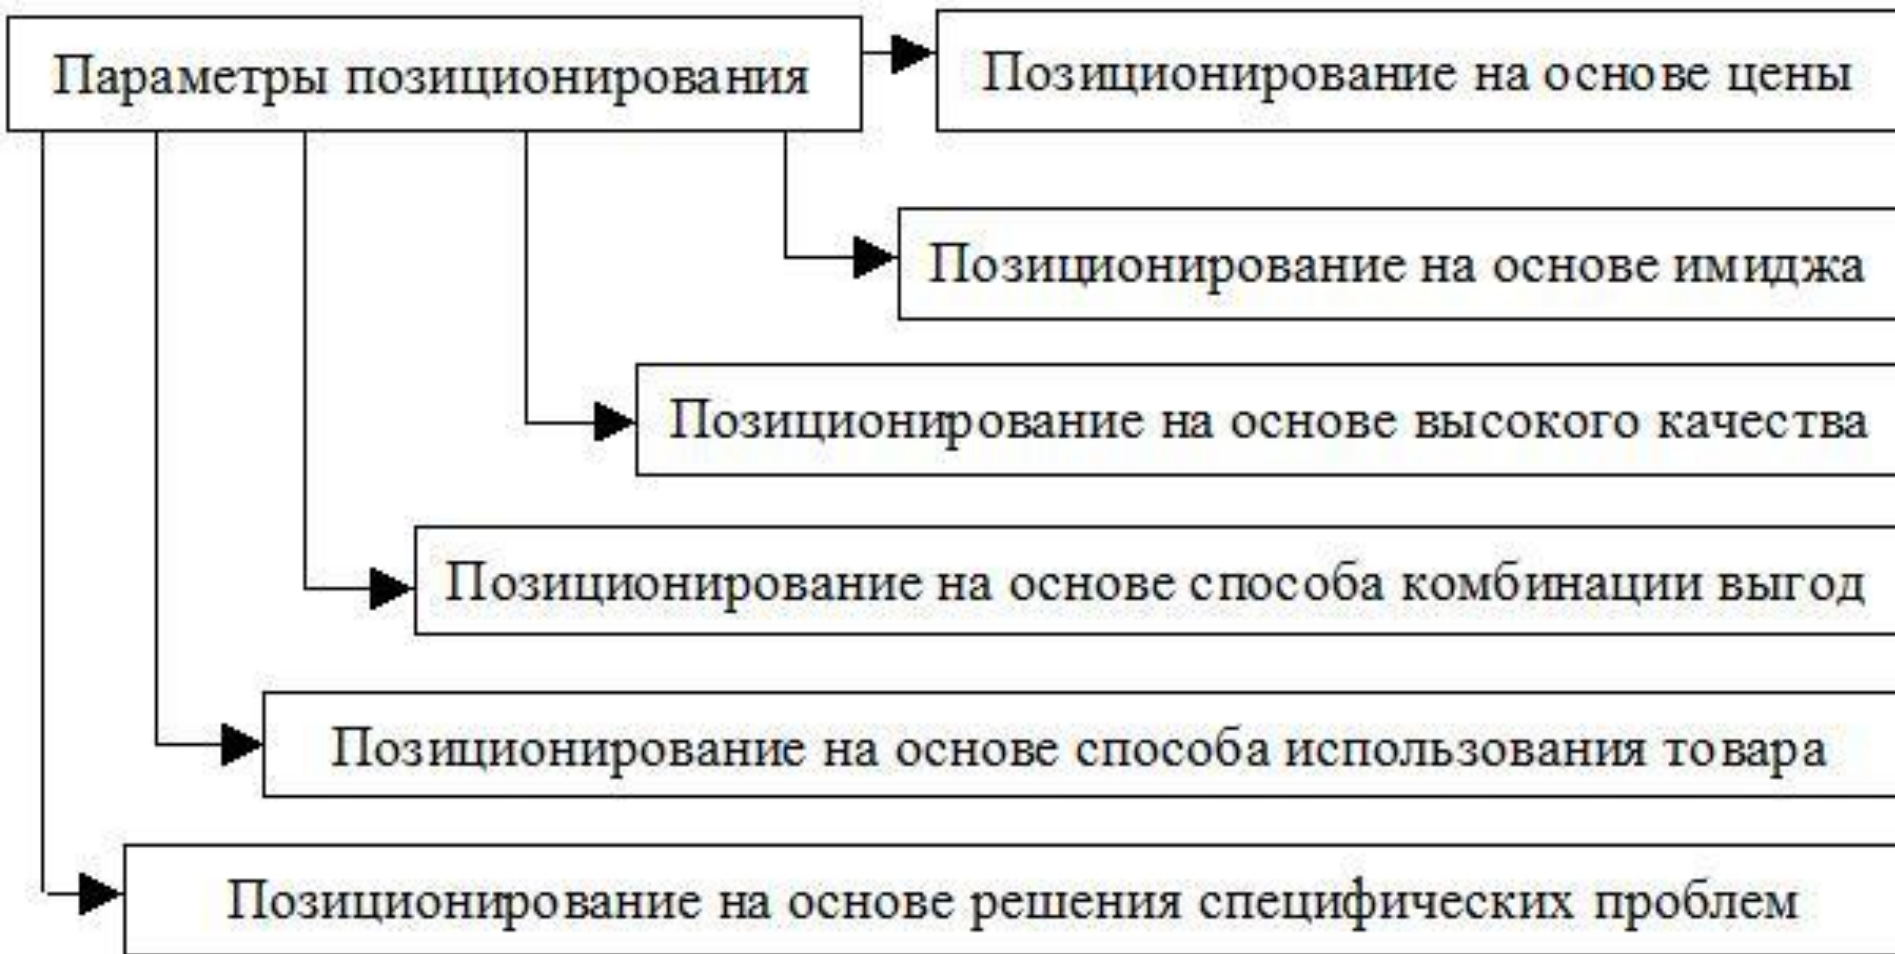 Параметры позиционирования
Позиционирование на основе цены
Позиционирование на основе имиджа
Позиционирование на основе высокого качества
Позиционирование на основе способа комбинации выгод
Позиционирование на основе способа использования товара
Позиционирование на основе решения специфических проблем